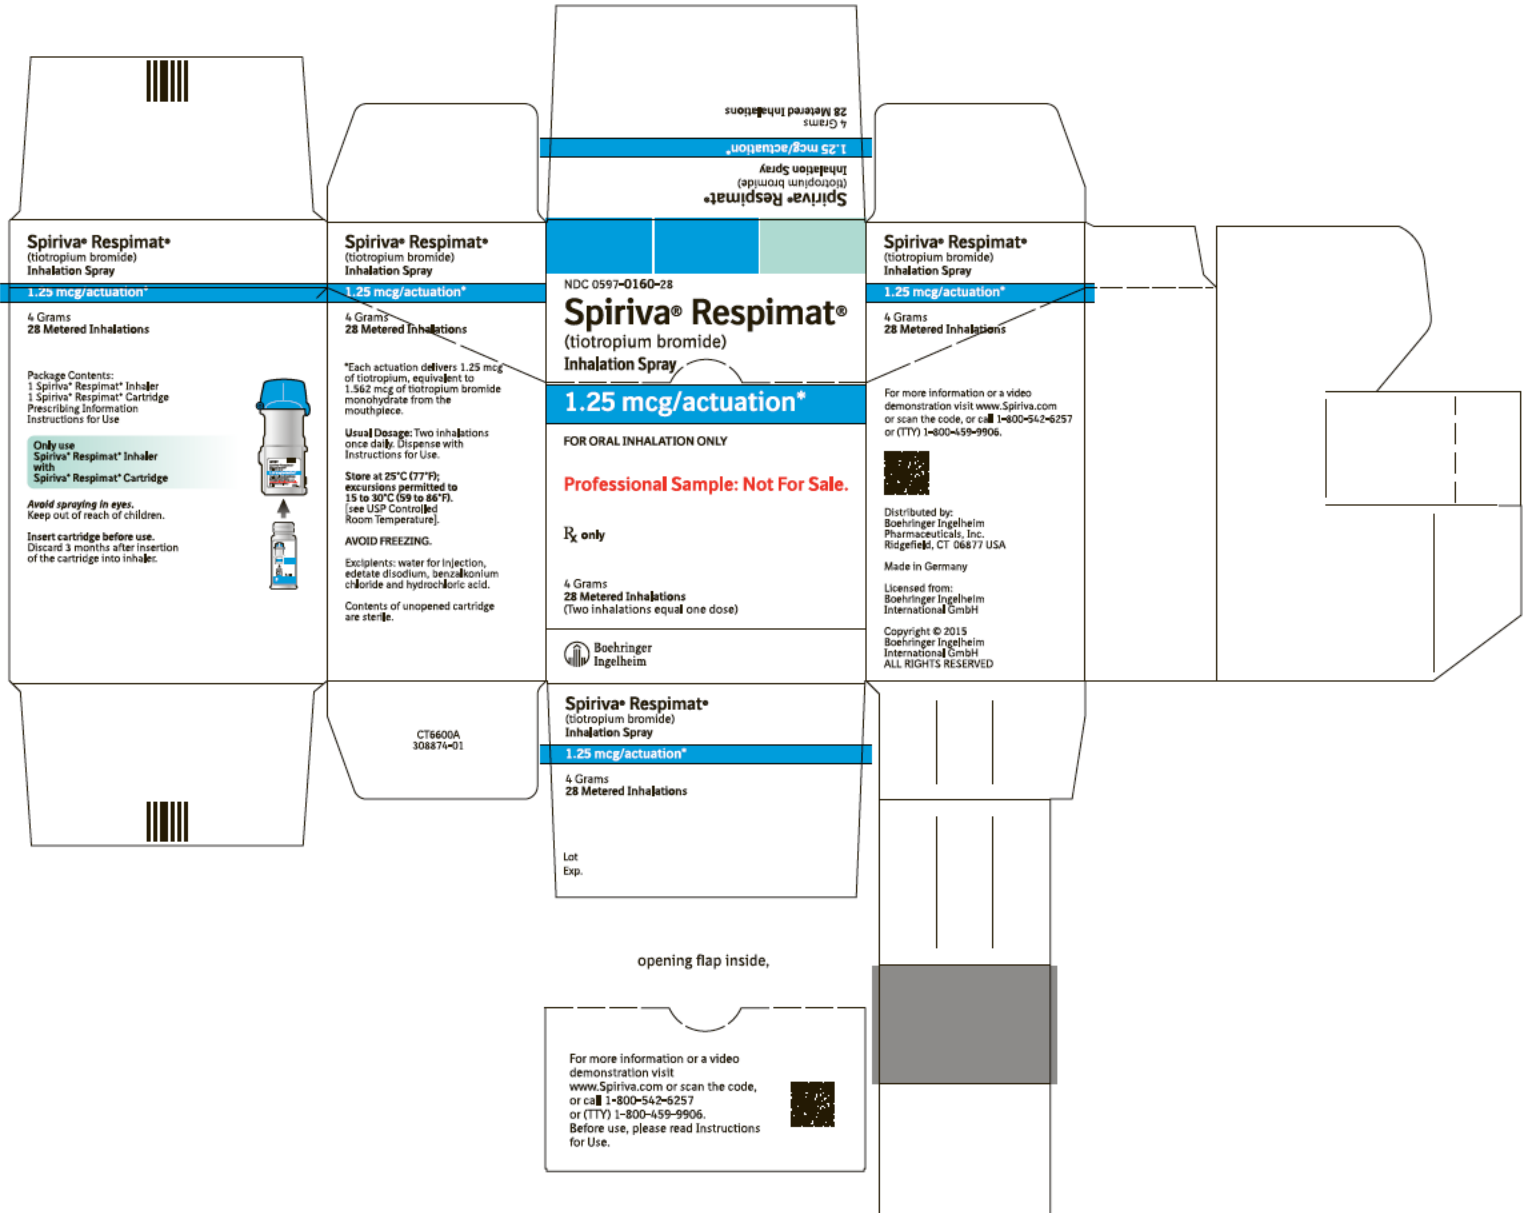 28 Metered Inhalations
4 Grams
1.25 mcg/actuation*
Inhalation Spray
(tiotropium bromide)
Spiriva® Respimat®
Spiriva® Respimat®
(tiotropium bromide)
Inhalation Spray
1.25 mcg/actuation*
4 Grams
28 Metered Inhalations
Package Contents:
1 Spiriva® Respimat® Inhaler
1 Spiriva® Respimat® Cartridge
Prescribing Information
Instructions for Use
Only use
Spiriva® Respimat® Inhaler
with
Spiriva® Respimat® Cartridge
Avoid spraying in eyes.
Keep out of reach of children.
Insert cartridge before use.
Discard 3 months after insertion
of the cartridge into inhaler.
Spiriva® Respimat®
(tiotropium bromide)
Inhalation Spray
1.25 mcg/actuation*
4 Grams
28 Metered Inhalations
*Each actuation delivers 1.25 mcg
of tiotropium, equivalent to
1.562 mcg of tiotropium bromide
monohydrate from the
mouthpiece.
Usual Dosage: Two inhalations
once daily. Dispense with
Instructions for Use.
Store at 25°C (77°F);
excursions permitted to
15 to 30°C (59 to 86°F).
[see USP Controlled
Room Temperature].
AVOID FREEZING.
Excipients: water for injection,
edetate disodium, benzalkonium
chloride and hydrochloric acid.
Contents of unopened cartridge
are sterile.
CT6600A
308874-01
NDC 0597-0160-28
Spiriva® Respimat®
(tiotropium bromide)
Inhalation Spray
1.25 mcg/actuation*
FOR ORAL INHALATION ONLY
Professional Sample: Not For Sale.
Rx only
4 Grams
28 Metered Inhalations
(Two inhalations equal one dose)
Boehringer
Ingelheim
Spiriva® Respimat®
(tiotropium bromide)
Inhalation Spray
1.25 mcg/actuation*
4 Grams
28 Metered Inhalations
Lot
Exp.
Spiriva® Respimat®
(tiotropium bromide)
Inhalation Spray
1.25 mcg/actuation*
4 Grams
28 Metered Inhalations
For more information or a video
demonstration visit www.Spiriva.com
or scan the code, or call 1-800-542-6257
or (TTY) 1-800-459-9906.
Distributed by:
Boehringer Ingelheim
Pharmaceuticals, Inc.
Ridgefield, CT 06877 USA
Made in Germany
Licensed from:
Boehringer Ingelheim
International GmbH
Copyright © 2015
Boehringer Ingelheim
International GmbH
ALL RIGHTS RESERVED
opening flap inside,
For more information or a video
demonstration visit
www.Spiriva.com or scan the code,
or call 1-800-542-6257
or (TTY) 1-800-459-9906.
Before use, please read Instructions
for Use.